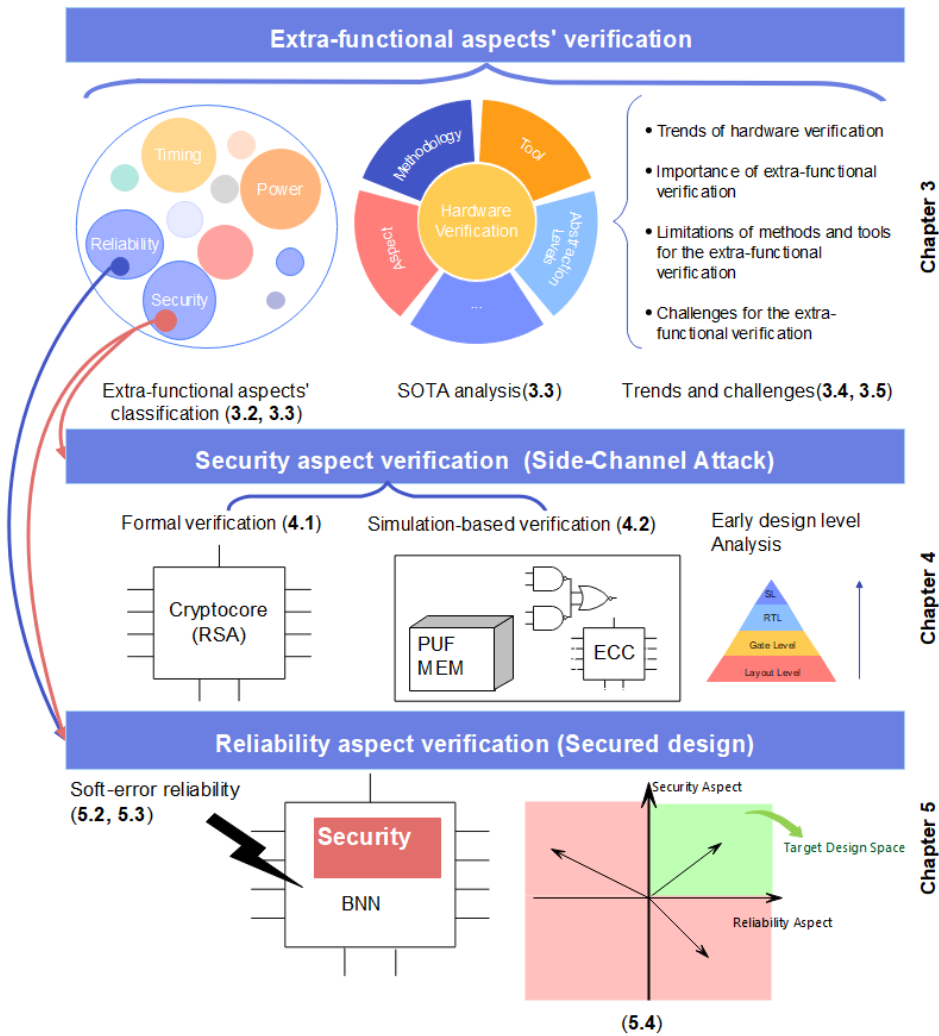 Extra-functional aspects' verification
Timing
Power
Reliability
Security
Methodology
Tool
Hardware
Verification
Aspect
Abstraction
Levels
...
• Trends of hardware verification
• Importance of extra-functional
verification
• Limitations of methods and tools
for the extra-functional
verification
• Challenges for the extra-
functional verification
Chapter 3
Extra-functional aspects'
classification (3.2, 3.3)
SOTA analysis(3.3)
Trends and challenges(3.4, 3.5)
Security aspect verification (Side-Channel Attack)
Formal verification (4.1)
Simulation-based verification (4.2)
Early design level
Analysis
Cryptocore
(RSA)
PUF
MEM
ECC
SL
RTL
Gate Level
Layout Level
Chapter 4
Reliability aspect verification (Secured design)
Soft-error reliability
(5.2, 5.3)
Security
BNN
Security Aspect
Target Design Space
Reliability Aspect
(5.4)
Chapter 5